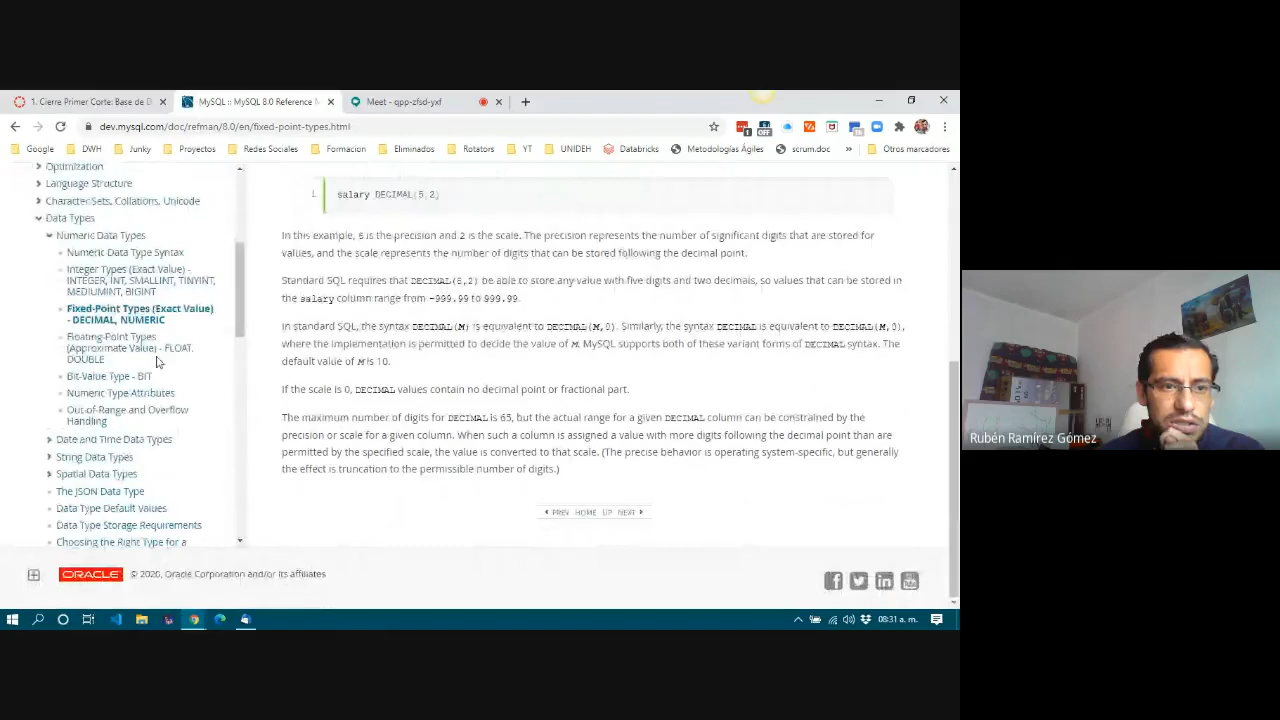 1. Cierre Primer Corte: Base de D
MySQL :: MySQL 8.0 Reference M
Meet - qpp-zfsd-yxf
dev.mysql.com/doc/refman/8.0/en/fixed-point-types.html
Google
DWH
Junky
Proyectos
Redes Sociales
Formacion
Eliminados
Rotators
YT
UNIDEH
Databricks
Metodologías Ágiles
scrum.doc
»
Otros marcadores
Optimization
Language Structure
Character Sets, Collations, Unicode
Data Types
Numeric Data Types
Numeric Data Type Syntax
Integer Types (Exact Value) -
INTEGER, INT, SMALLINT, TINYINT,
MEDIUMINT, BIGINT
Fixed-Point Types (Exact Value)
- DECIMAL, NUMERIC
Floating-Point Types
(Approximate Value) - FLOAT,
DOUBLE
Bit-Value Type - BIT
Numeric Type Attributes
Out-of-Range and Overflow
Handling
Date and Time Data Types
String Data Types
Spatial Data Types
The JSON Data Type
Data Type Default Values
Data Type Storage Requirements
Choosing the Right Type for a
1 salary DECIMAL(5,2)
In this example, 5 is the precision and 2 is the scale. The precision represents the number of significant digits that are stored for
values, and the scale represents the number of digits that can be stored following the decimal point.
Standard SQL requires that DECIMAL(5,2) be able to store any value with five digits and two decimals, so values that can be stored in
the salary column range from -999.99 to 999.99.
In standard SQL, the syntax DECIMAL(M) is equivalent to DECIMAL(M,0). Similarly, the syntax DECIMAL is equivalent to DECIMAL(M,0),
where the implementation is permitted to decide the value of M. MySQL supports both of these variant forms of DECIMAL syntax. The
default value of M is 10.
If the scale is 0, DECIMAL values contain no decimal point or fractional part.
The maximum number of digits for DECIMAL is 65, but the actual range for a given DECIMAL column can be constrained by the
precision or scale for a given column. When such a column is assigned a value with more digits following the decimal point than are
permitted by the specified scale, the value is converted to that scale. (The precise behavior is operating system-specific, but generally
the effect is truncation to the permissible number of digits.)
PREV HOME UP NEXT
ORACLE © 2020, Oracle Corporation and/or its affiliates
08:31 a. m.
Rubén Ramírez Gómez